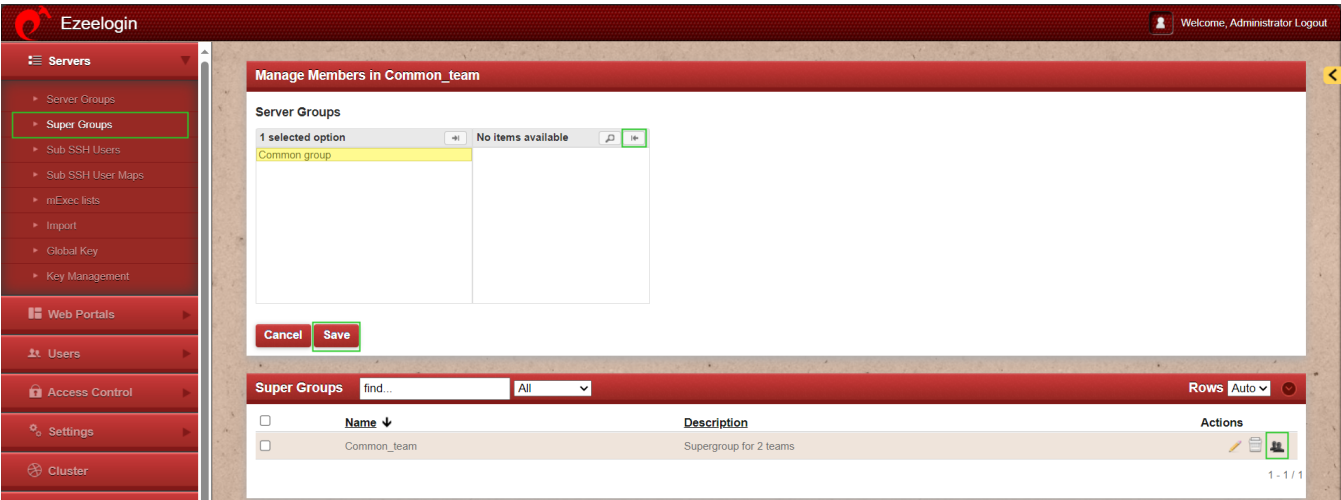 Ezeelogin
Welcome, Administrator Logout
Servers
Server Groups
Super Groups
Sub SSH Users
Sub SSH User Maps
mExec lists
Import
Global Key
Key Management
Web Portals
Users
Access Control
Settings
Cluster
Manage Members in Common_team
Server Groups
1 selected option
No items available
Common group
Cancel
Save
Super Groups
find...
All
Rows Auto
Name
Description
Actions
Common_team
Supergroup for 2 teams
1 - 1 / 1